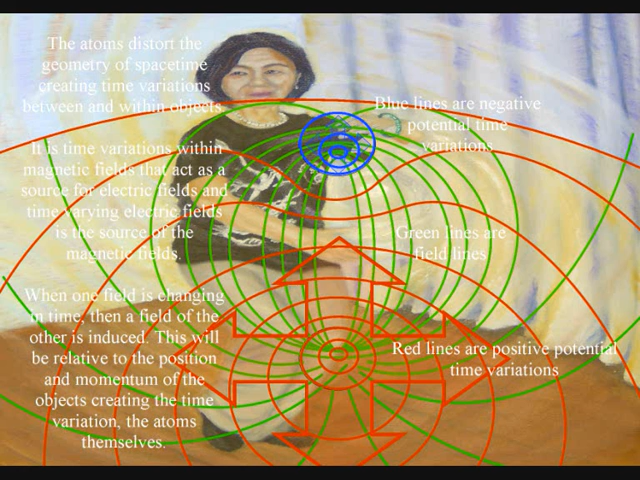 The atoms distort the
geometry of spacetime
creating time variations
between and within objects.
It is time variations within
magnetic fields that act as a
source for electric fields and
time varying electric fields
is the source of the
magnetic fields.
When one field is changing
in time, then a field of the
other is induced. This will
be relative to the position
and momentum of the
objects creating the time
variation, the atoms
themselves.
Blue lines are negative
potential time
variations
Green lines are
field lines
Red lines are positive potential
time variations